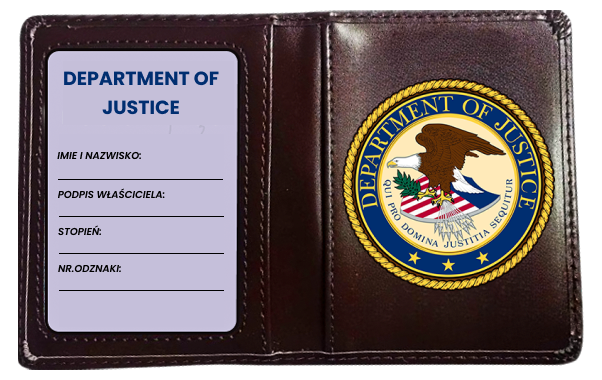 DEPARTMENT OF
JUSTICE
IMIE I NAZWISKO:
PODPIS WŁAŚCICIELA:
STOPIEŃ:
NR.ODZNAKI:
DEPARTMENT OF JUSTICE
QUI PRO DOMINA JUSTITIA SEQUITUR